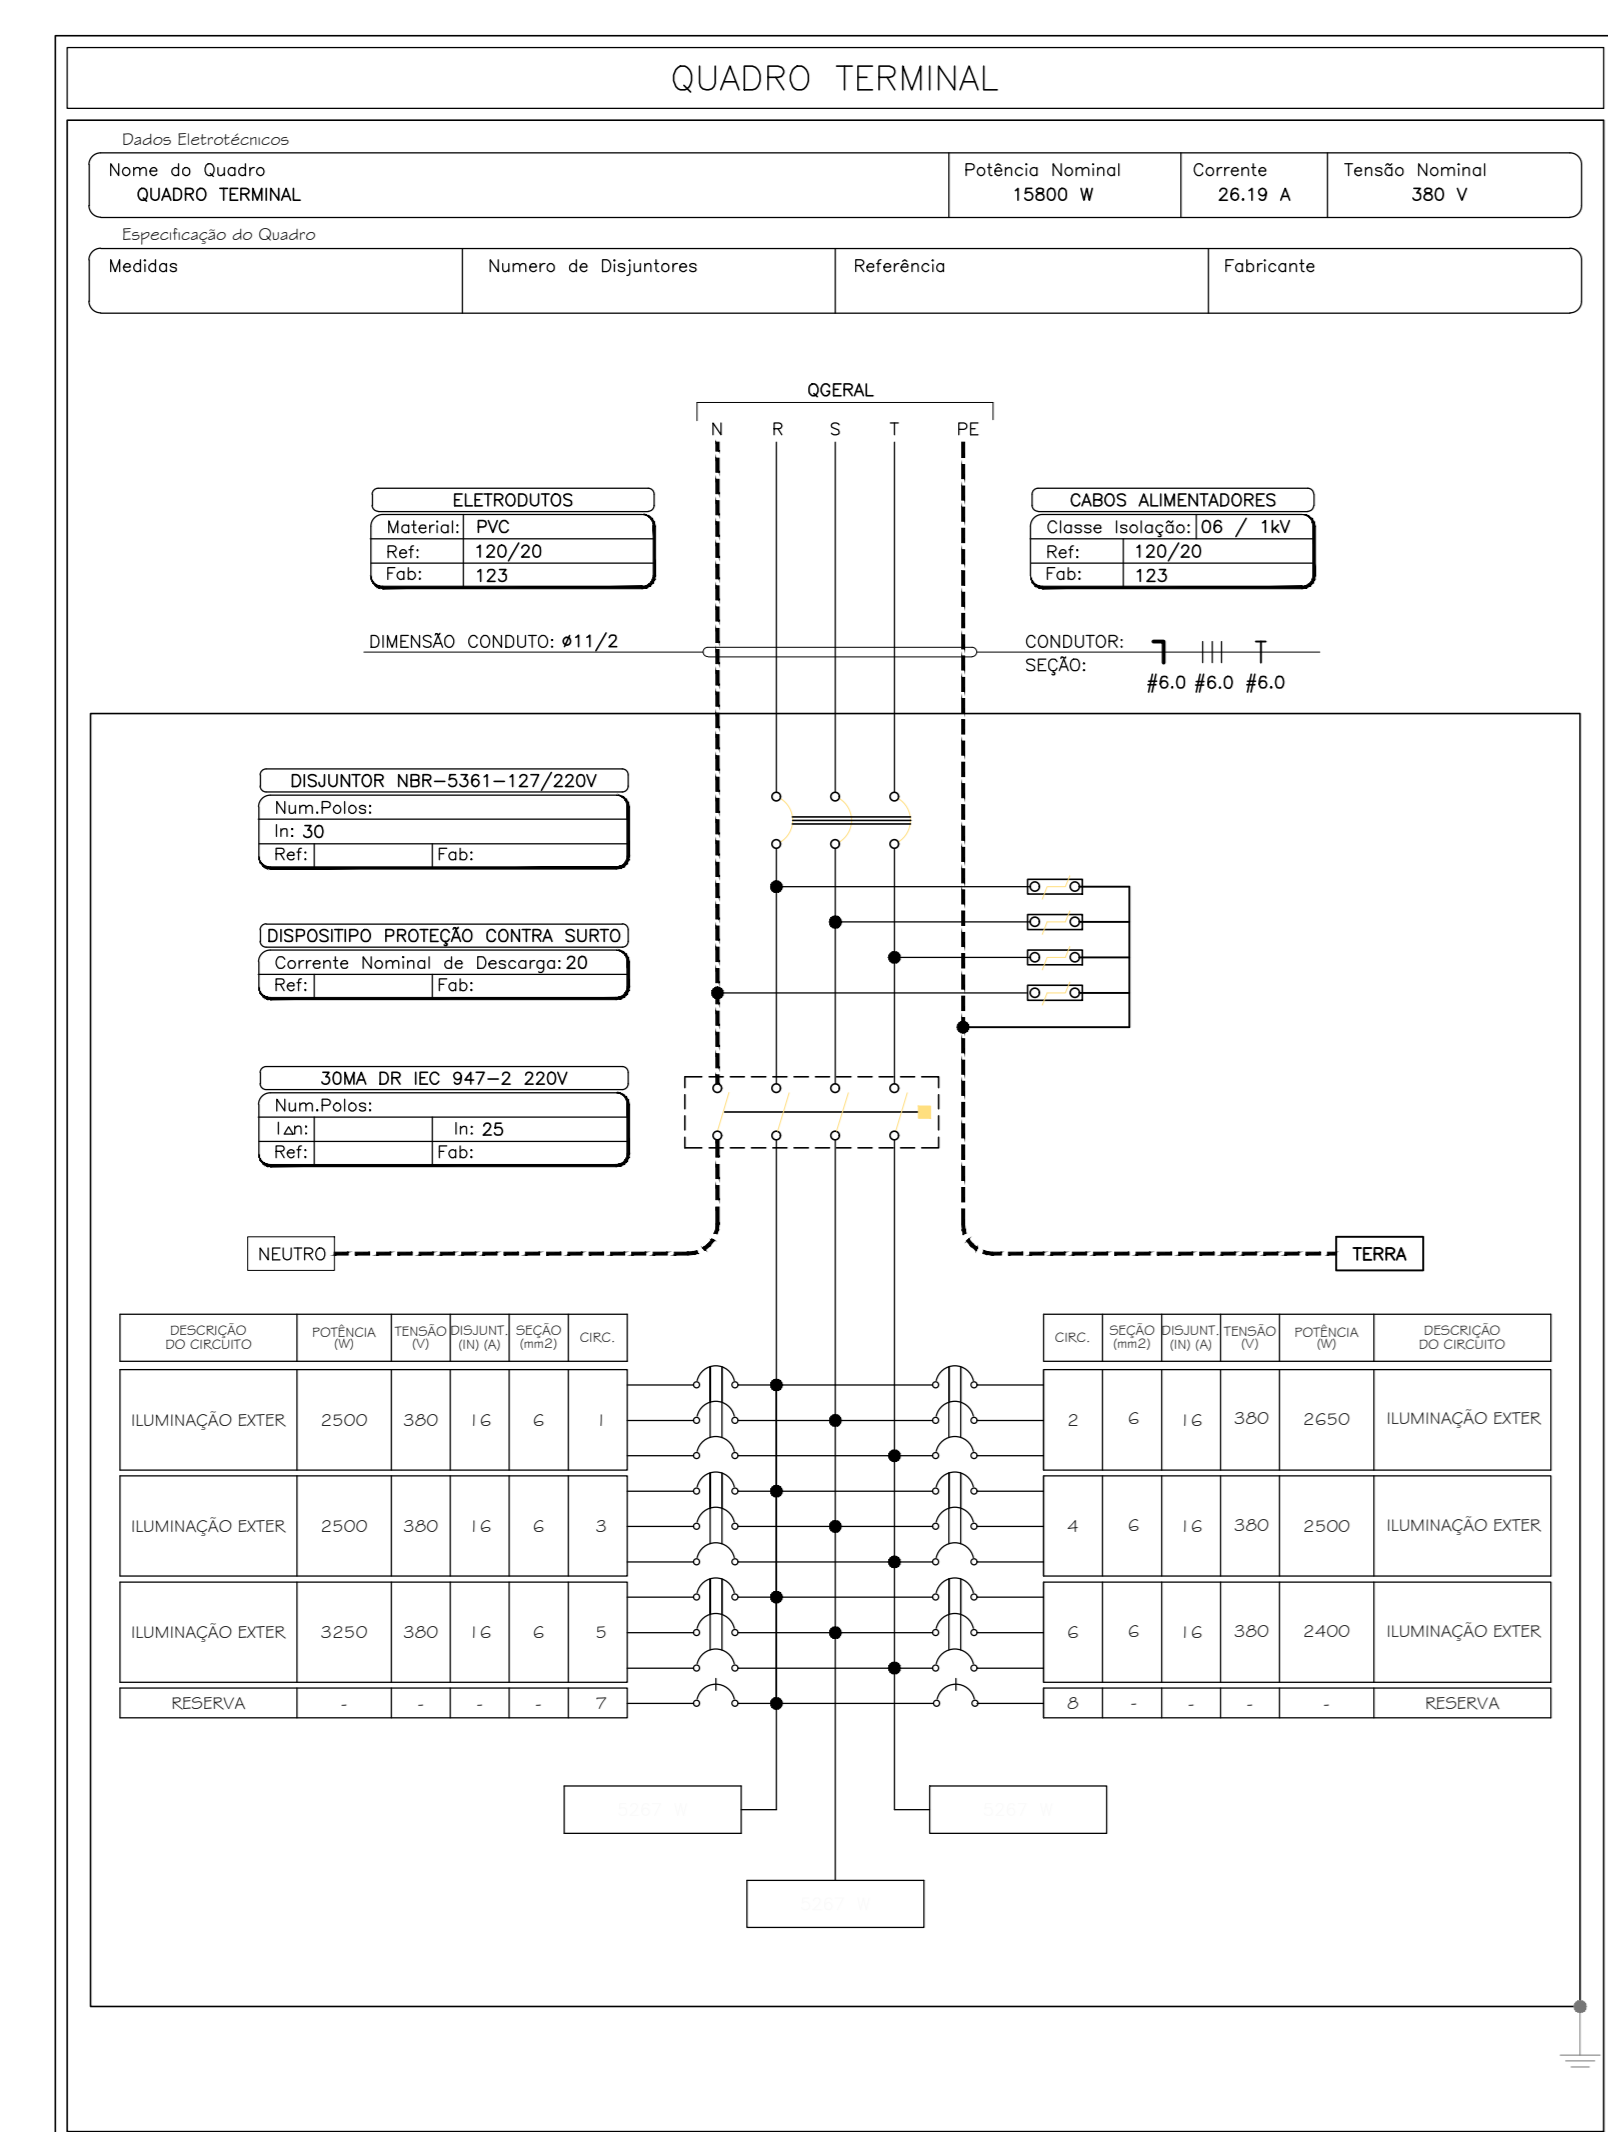 QUADRO TERMINAL
Dados Eletrotécnicos
Nome do Quadro Potência Nominal Corrente Tensão Nominal
QUADRO TERMINAL 15800 W 26.19 A 380 V
Especificação do Quadro
Medidas Numero de Disjuntores Referência Fabricante
QGERAL
N R S T PE
ELETRODUTOS
Material: PVC
Ref: 120/20
Fab: 123
CABOS ALIMENTADORES
Classe Isolação: 06 / 1kV
Ref: 120/20
Fab: 123
DIMENSÃO CONDUTO: ø11/2
CONDUTOR:
SEÇÃO:
#6.0 #6.0 #6.0
DISJUNTOR NBR-5361-127/220V
Num.Polos:
In: 30
Ref: Fab:
DISPOSITIPO PROTEÇÃO CONTRA SURTO
Corrente Nominal de Descarga: 20
Ref: Fab:
30MA DR IEC 947-2 220V
Num.Polos:
I∆n: In: 25
Ref: Fab:
NEUTRO
TERRA
DESCRIÇÃO DO CIRCUITO POTÊNCIA (W) TENSÃO (V) DISJUNT. (IN) (A) SEÇÃO (mm2) CIRC.
CIRC. SEÇÃO (mm2) DISJUNT. (IN) (A) TENSÃO (V) POTÊNCIA (W) DESCRIÇÃO DO CIRCUITO
ILUMINAÇÃO EXTER 2500 380 16 6 1
2 6 16 380 2650 ILUMINAÇÃO EXTER
ILUMINAÇÃO EXTER 2500 380 16 6 3
4 6 16 380 2500 ILUMINAÇÃO EXTER
ILUMINAÇÃO EXTER 3250 380 16 6 5
6 6 16 380 2400 ILUMINAÇÃO EXTER
RESERVA - - - - 7
8 - - - - RESERVA
5267 W
5267 W
5267 W